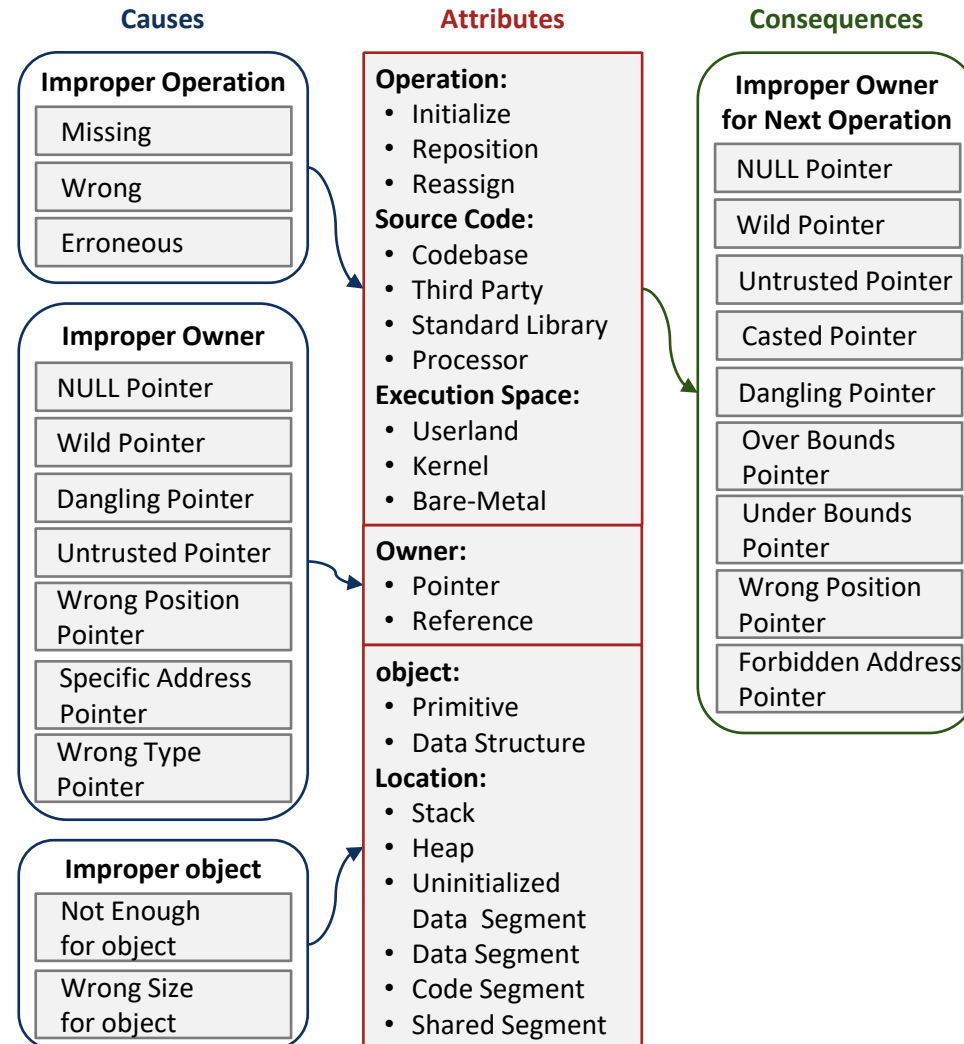 Causes
Attributes
Consequences
Improper Operation
Missing
Wrong
Erroneous
Improper Owner
NULL Pointer
Wild Pointer
Dangling Pointer
Untrusted Pointer
Wrong Position
Pointer
Specific Address
Pointer
Wrong Type
Pointer
Improper object
Not Enough
for object
Wrong Size
for object
Operation:
• Initialize
• Reposition
• Reassign
Source Code:
• Codebase
• Third Party
• Standard Library
• Processor
Execution Space:
• Userland
• Kernel
• Bare-Metal
Owner:
• Pointer
• Reference
object:
• Primitive
• Data Structure
Location:
• Stack
• Heap
• Uninitialized
Data Segment
• Data Segment
• Code Segment
• Shared Segment
Improper Owner
for Next Operation
NULL Pointer
Wild Pointer
Untrusted Pointer
Casted Pointer
Dangling Pointer
Over Bounds
Pointer
Under Bounds
Pointer
Wrong Position
Pointer
Forbidden Address
Pointer